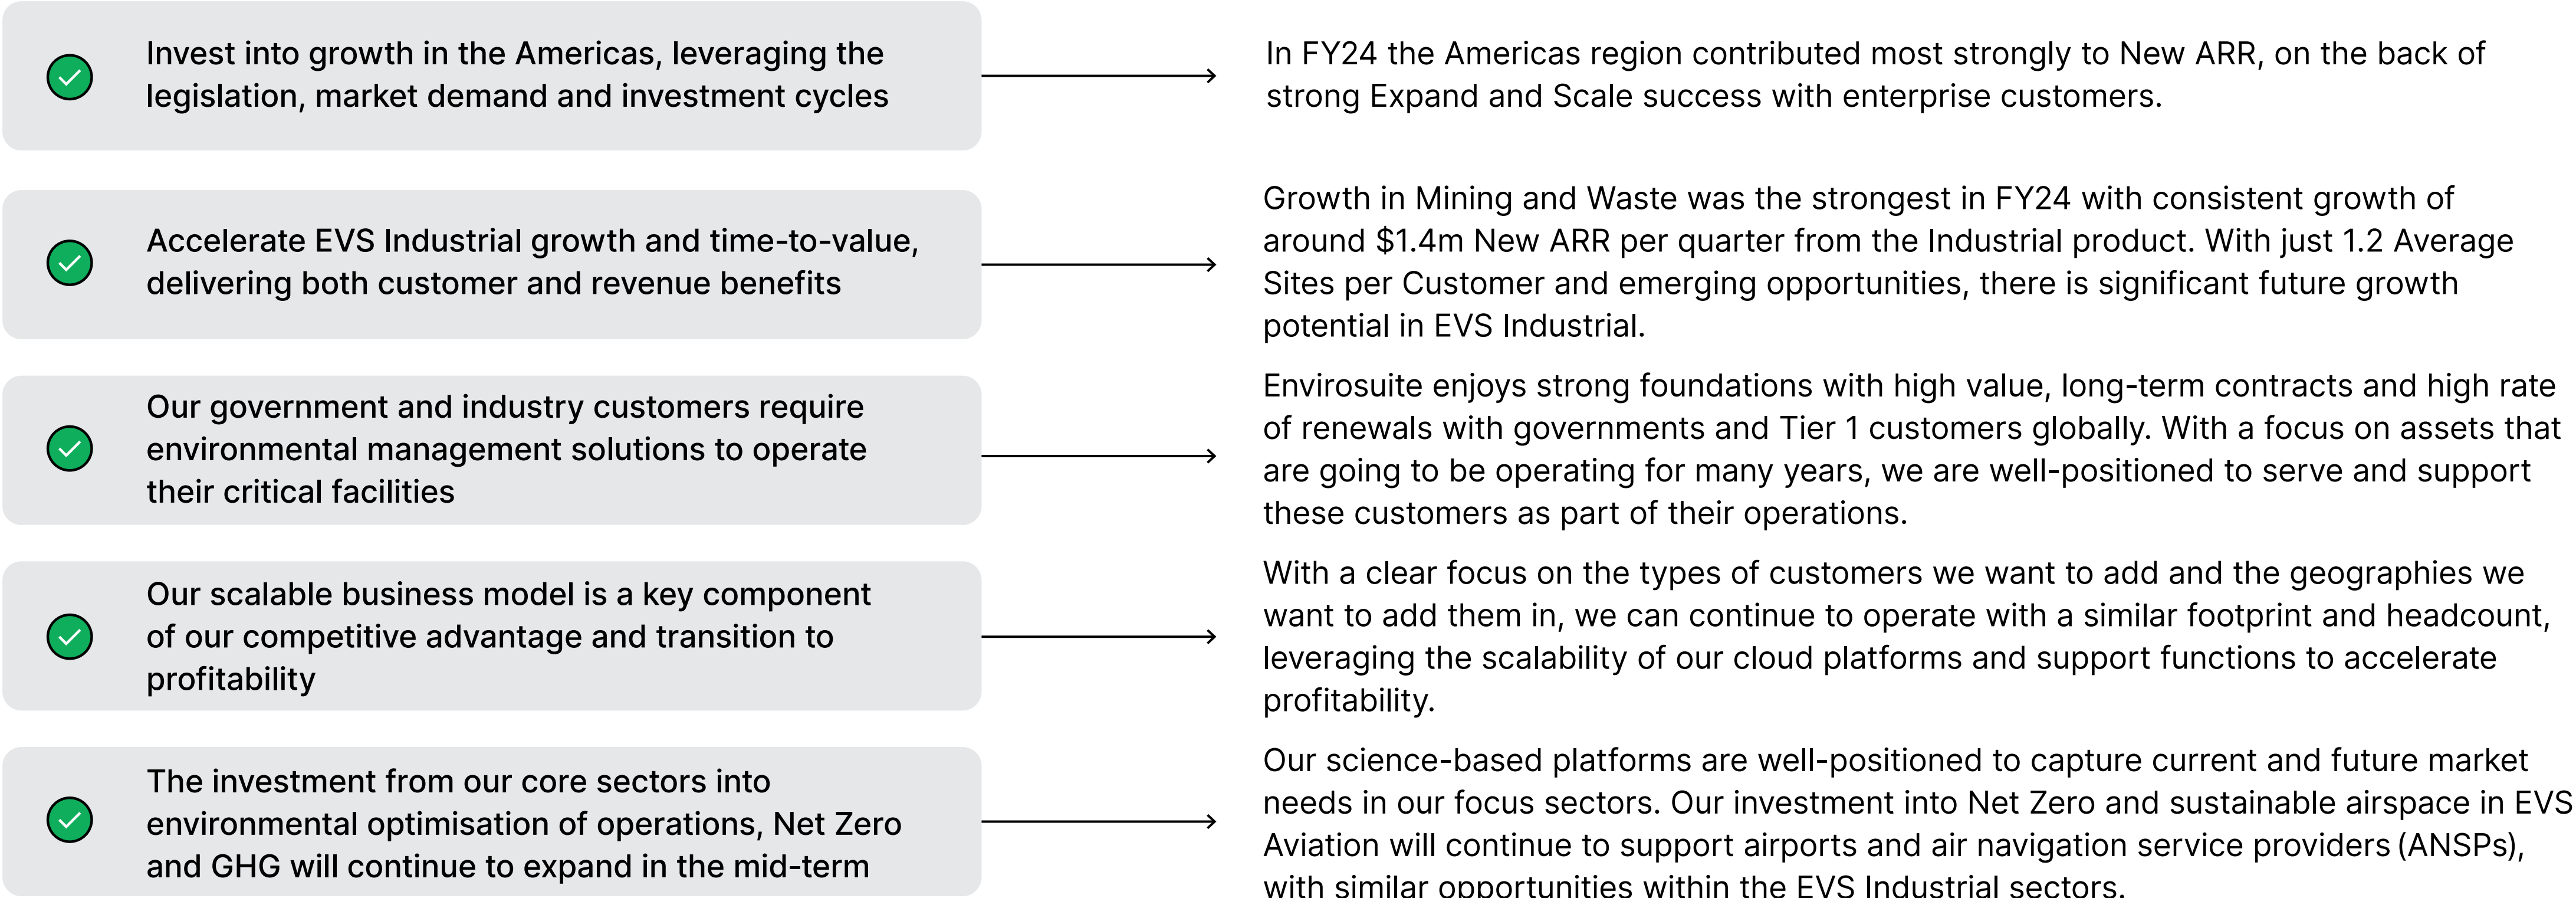 Invest into growth in the Americas, leveraging the
legislation, market demand and investment cycles
In FY24 the Americas region contributed most strongly to New ARR, on the back of
strong Expand and Scale success with enterprise customers.
Accelerate EVS Industrial growth and time-to-value,
delivering both customer and revenue benefits
Growth in Mining and Waste was the strongest in FY24 with consistent growth of
around $1.4m New ARR per quarter from the Industrial product. With just 1.2 Average
Sites per Customer and emerging opportunities, there is significant future growth
potential in EVS Industrial.
Our government and industry customers require
environmental management solutions to operate
their critical facilities
Envirosuite enjoys strong foundations with high value, long-term contracts and high rate
of renewals with governments and Tier 1 customers globally. With a focus on assets that
are going to be operating for many years, we are well-positioned to serve and support
these customers as part of their operations.
Our scalable business model is a key component
of our competitive advantage and transition to
profitability
With a clear focus on the types of customers we want to add and the geographies we
want to add them in, we can continue to operate with a similar footprint and headcount,
leveraging the scalability of our cloud platforms and support functions to accelerate
profitability.
The investment from our core sectors into
environmental optimisation of operations, Net Zero
and GHG will continue to expand in the mid-term
Our science-based platforms are well-positioned to capture current and future market
needs in our focus sectors. Our investment into Net Zero and sustainable airspace in EVS
Aviation will continue to support airports and air navigation service providers (ANSPs),
with similar opportunities within the EVS Industrial sectors.